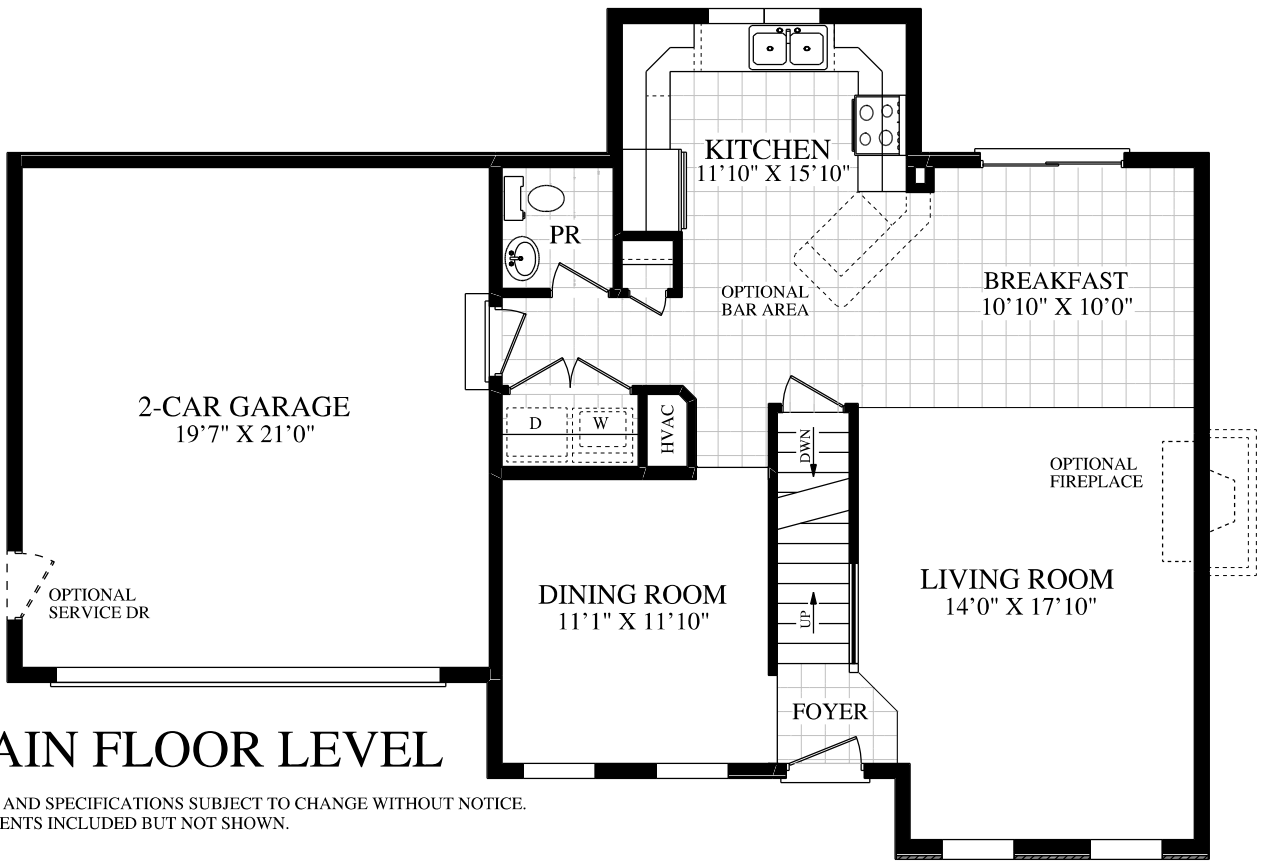 KITCHEN
11'10" X 15'10"
PR
OPTIONAL
BAR AREA
BREAKFAST
10'10" X 10'0"
2-CAR GARAGE
19'7" X 21'0"
D
W
HVAC
DWN
OPTIONAL
FIREPLACE
OPTIONAL
SERVICE DR
DINING ROOM
11'1" X 11'10"
UP
LIVING ROOM
14'0" X 17'10"
FOYER
AIN FLOOR LEVEL
AND SPECIFICATIONS SUBJECT TO CHANGE WITHOUT NOTICE.
ENTS INCLUDED BUT NOT SHOWN.